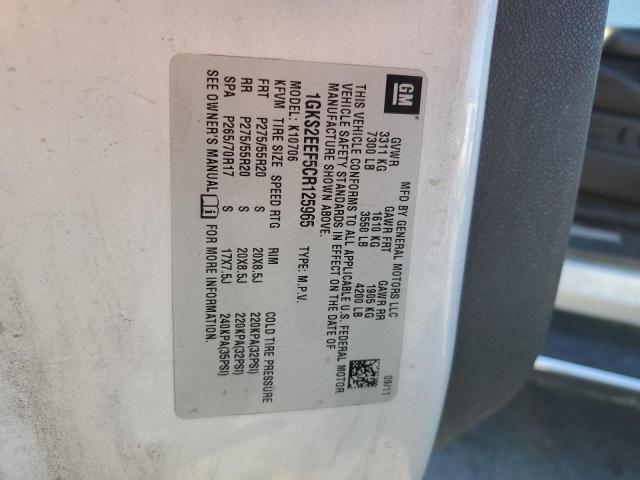 GM
MFD BY GENERAL MOTORS LLC
09/11
GVWR GAWR FRT GAWR RR
3311 KG 1610 KG 1905 KG
7300 LB 3550 LB 4200 LB
THIS VEHICLE CONFORMS TO ALL APPLICABLE U.S. FEDERAL MOTOR
VEHICLE SAFETY STANDARDS IN EFFECT ON THE DATE OF
MANUFACTURE SHOWN ABOVE.
1GKS2EEF5CR125965 TYPE: M.P.V.
MODEL: K10706
KFVM TIRE SIZE SPEED RTG RIM COLD TIRE PRESSURE
FRT P275/55R20 S 20X8.5J 220KPA(32PSI)
RR P275/55R20 S 20X8.5J 220KPA(32PSI)
SPA P265/70R17 S 17X7.5J 240KPA(35PSI)
SEE OWNER'S MANUAL FOR MORE INFORMATION.